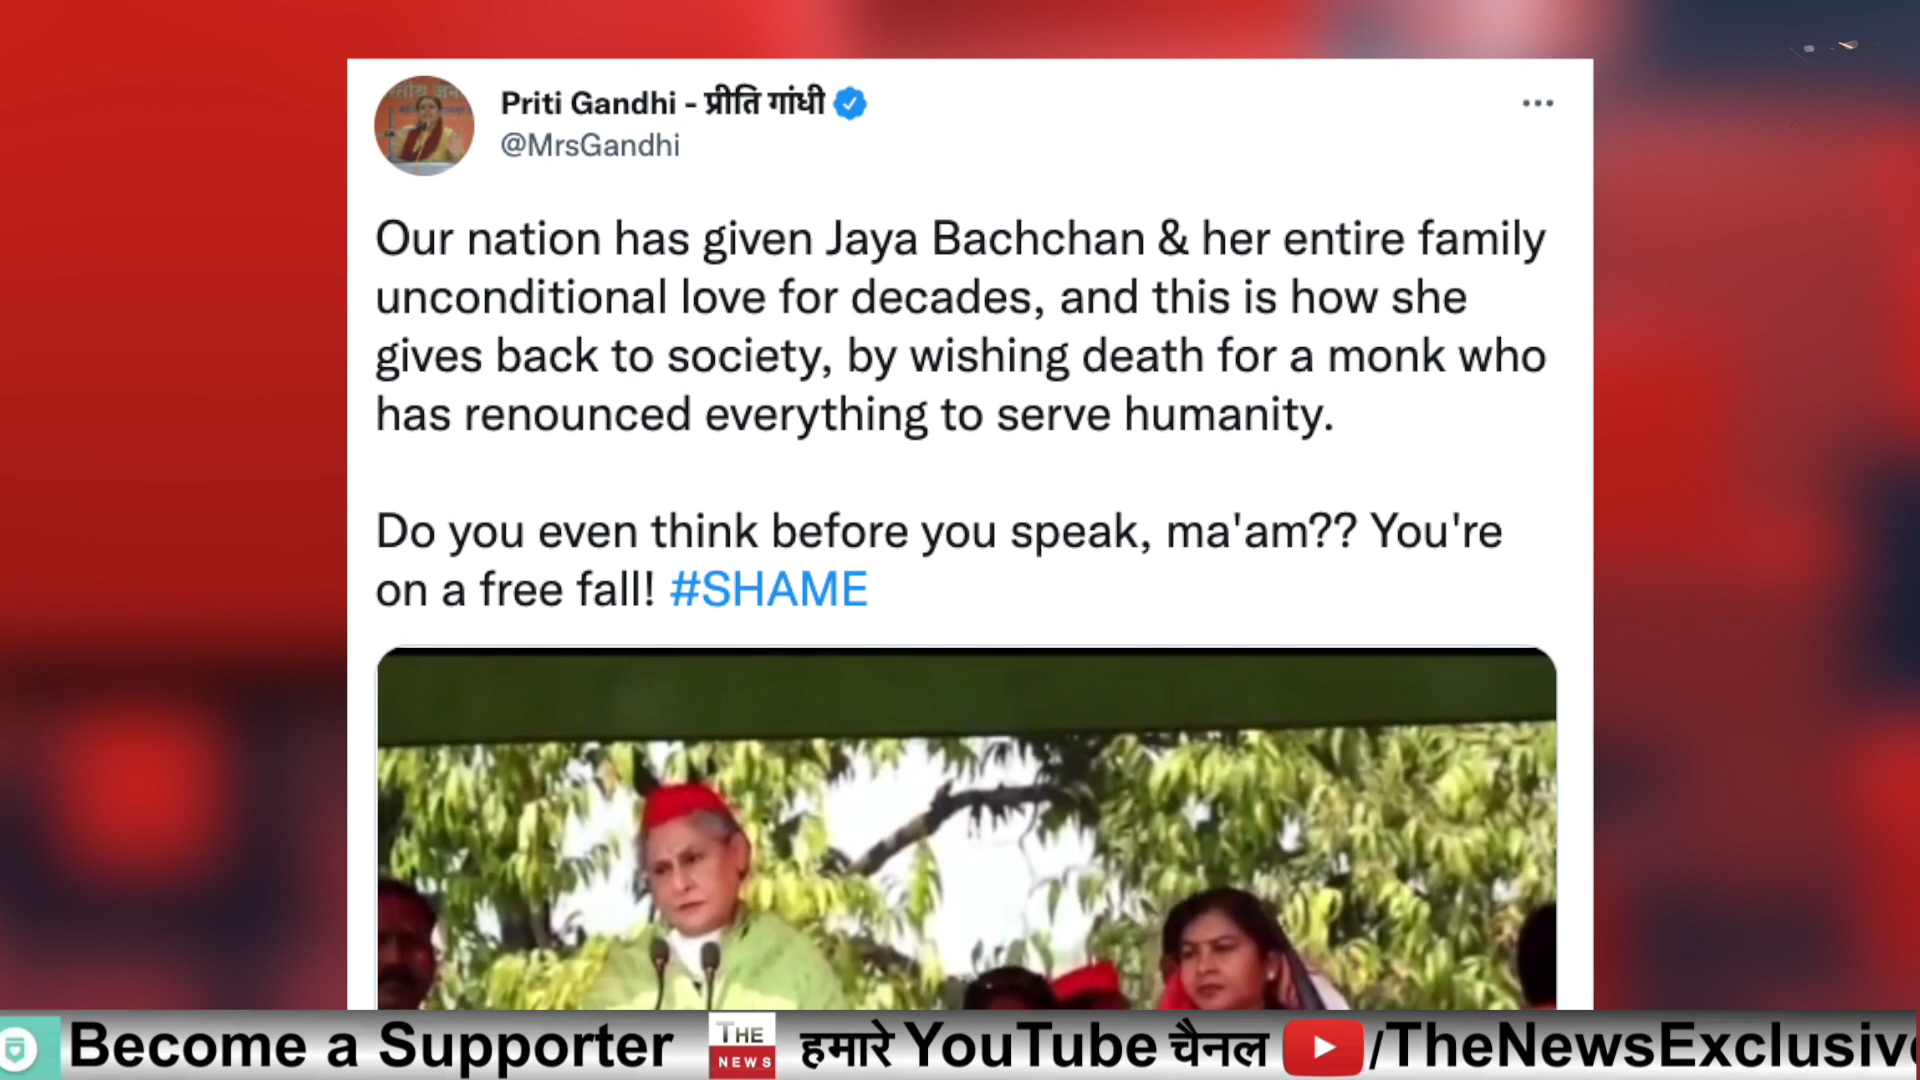 Priti Gandhi - प्रीति गांधी
@MrsGandhi
Our nation has given Jaya Bachchan & her entire family
unconditional love for decades, and this is how she
gives back to society, by wishing death for a monk who
has renounced everything to serve humanity.
Do you even think before you speak, ma'am?? You're
on a free fall! #SHAME
Become a Supporter THE NEWS हमारे YouTube चैनल /TheNewsExclusiv